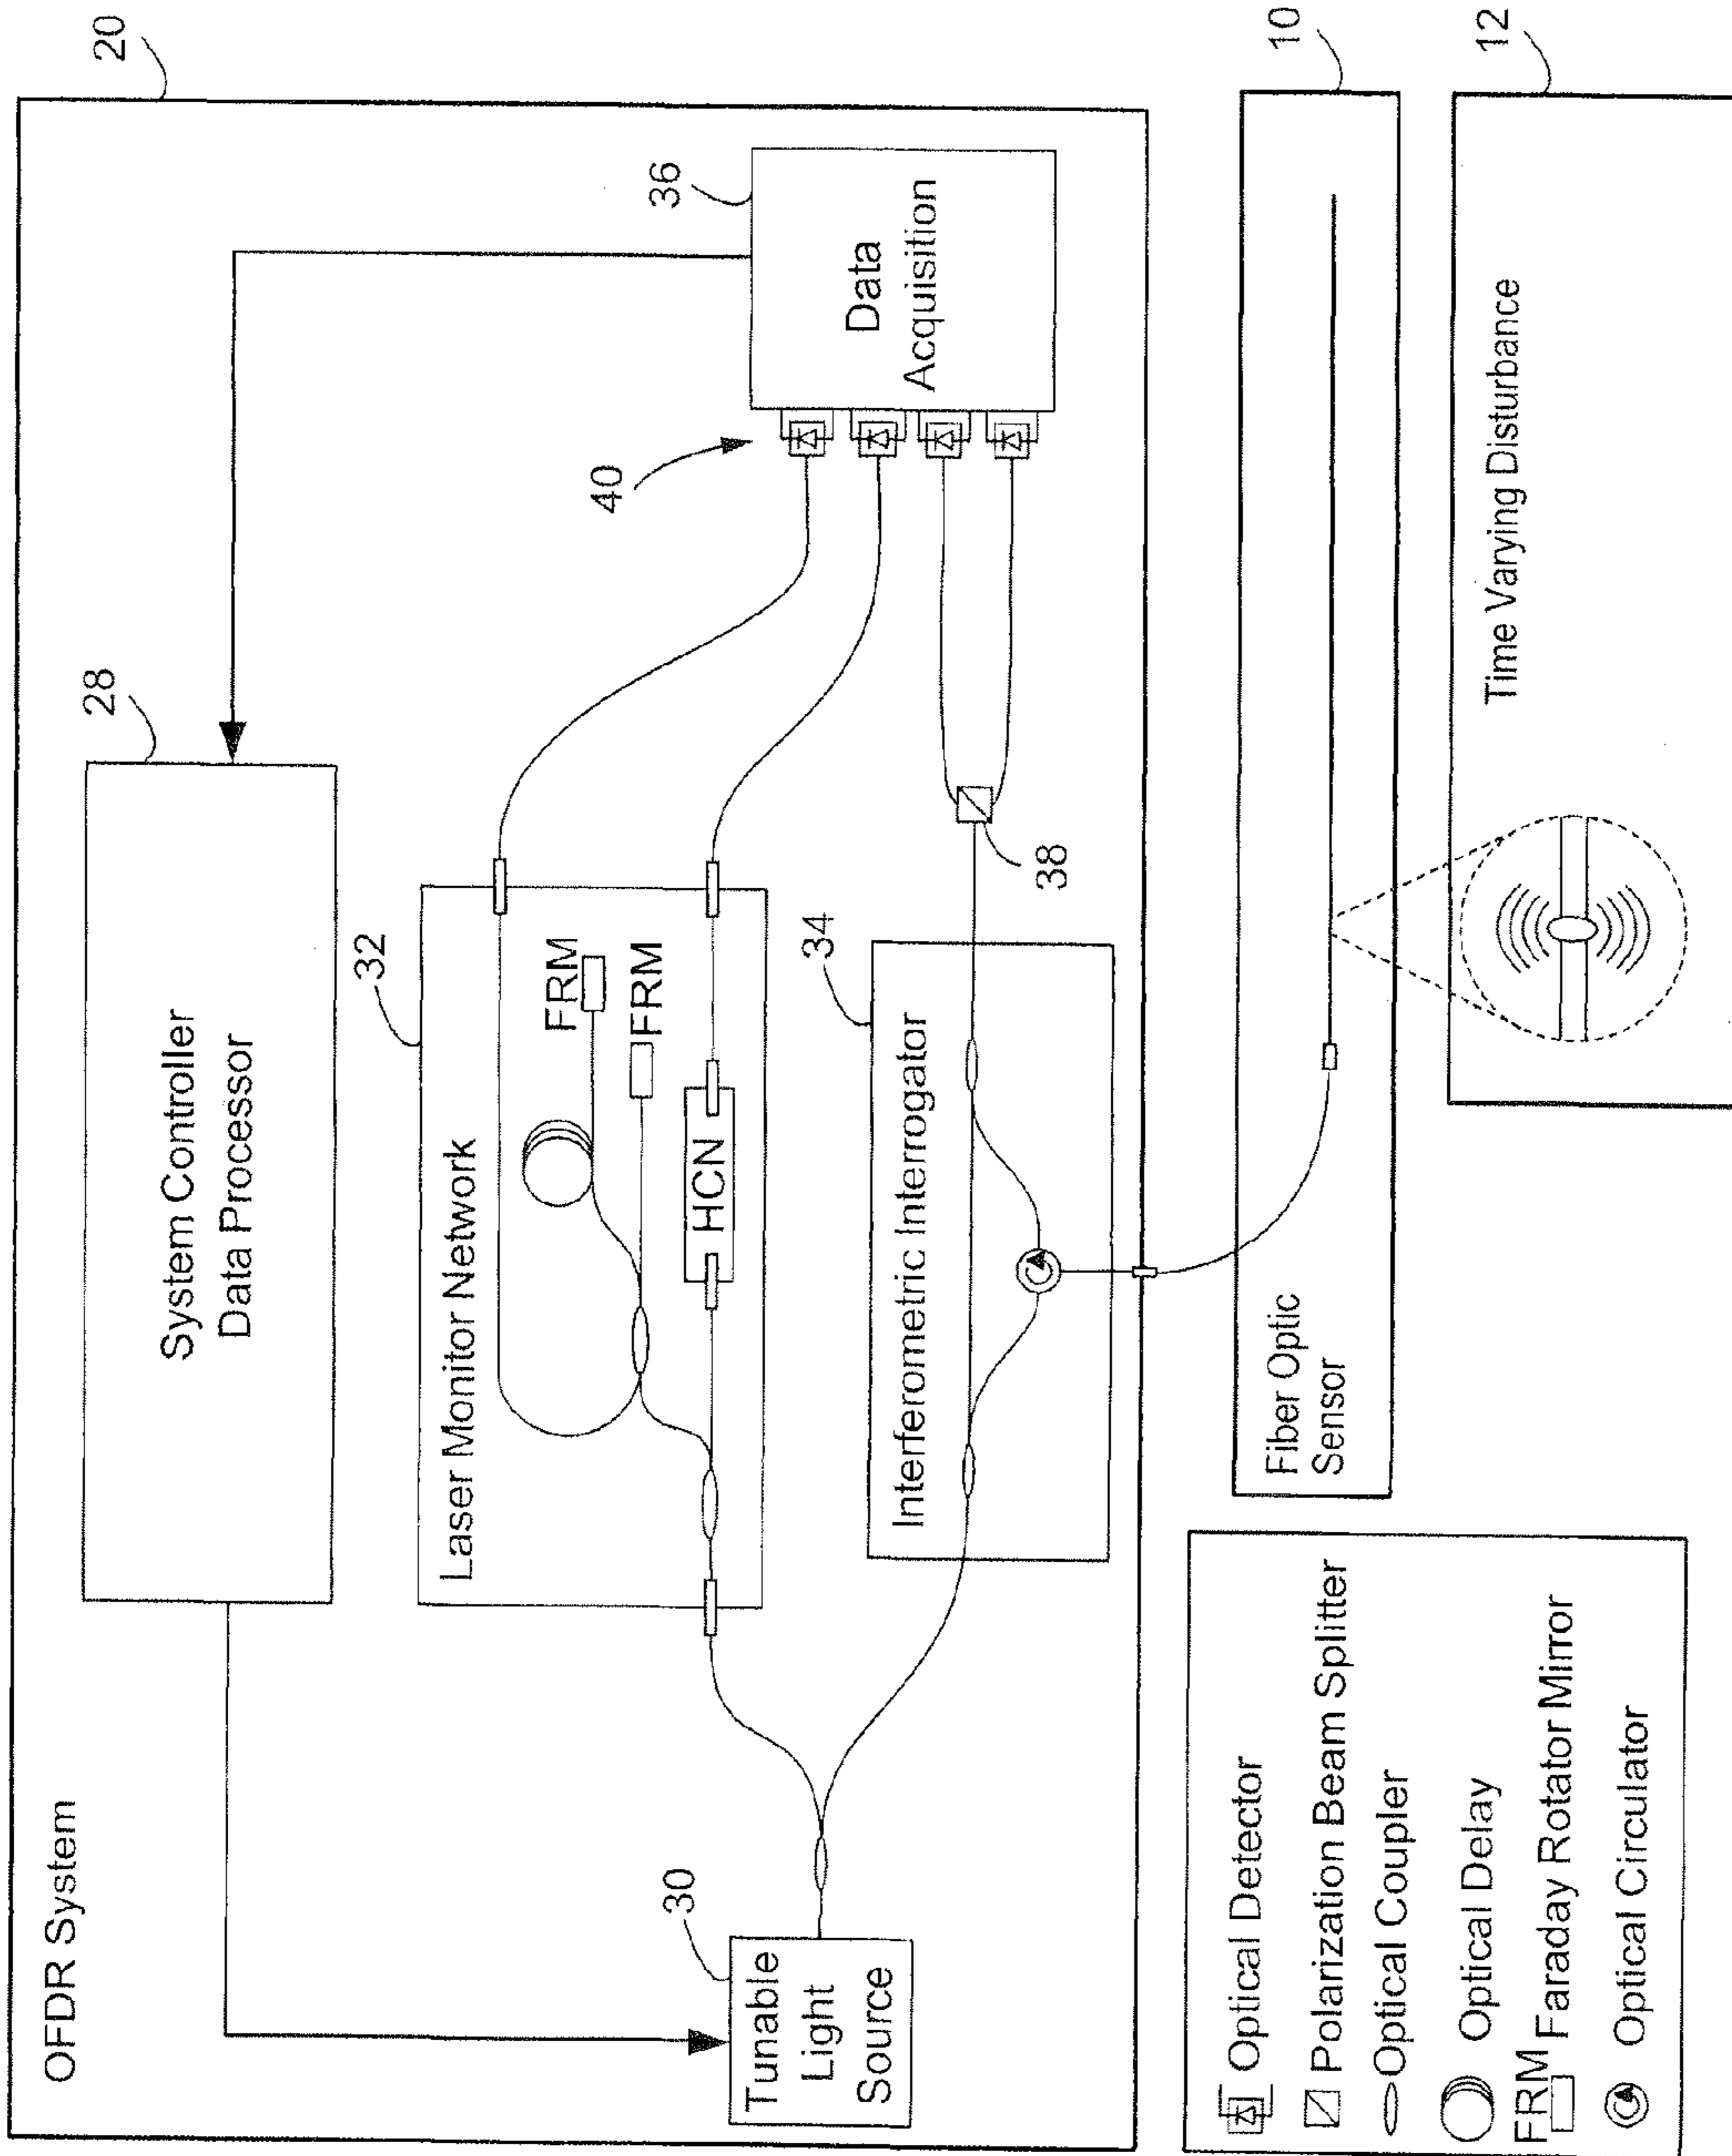 OFDR System
20
System Controller
Data Processor
28
Laser Monitor Network
32
FRM
FRM
HCN
40
36
Data
Acquisition
30
Tunable
Light
Source
34
Interferometric Interrogator
38
Fiber Optic
Sensor
10
Time Varying Disturbance
12
Optical Detector
Polarization Beam Splitter
Optical Coupler
Optical Delay
FRM
Faraday Rotator Mirror
Optical Circulator